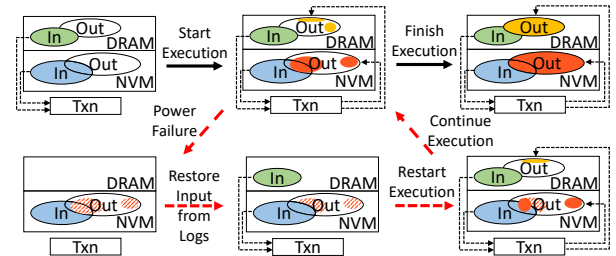 In
Out
DRAM
In
Out
NVM
Txn
Start
Execution
In
Out
DRAM
In
Out
NVM
Txn
Finish
Execution
In
Out
DRAM
In
Out
NVM
Txn
Power
Failure
Continue
Execution
DRAM
In
Out
NVM
Txn
Restore
Input
from
Logs
In
DRAM
In
Out
NVM
Txn
Restart
Execution
In
Out
DRAM
In
Out
NVM
Txn